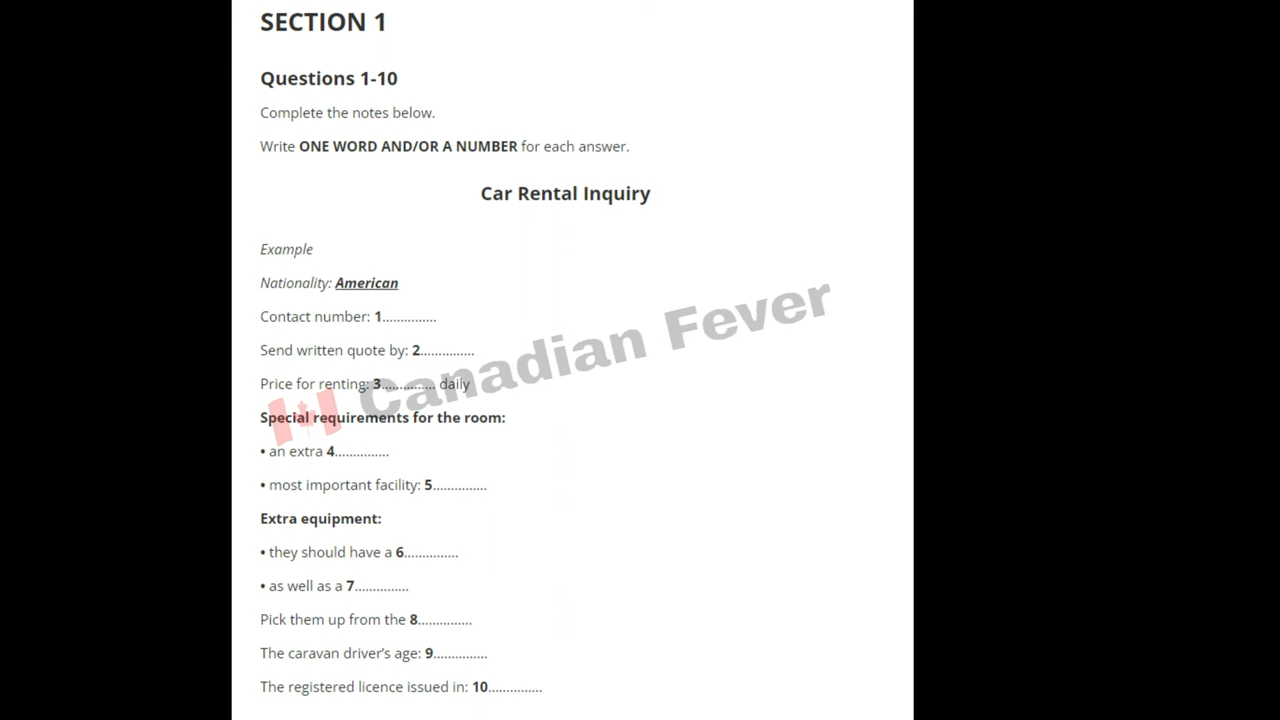 SECTION 1
Questions 1-10
Complete the notes below.
Write ONE WORD AND/OR A NUMBER for each answer.
Car Rental Inquiry
Example
Nationality: American
Contact number: 1...............
Send written quote by: 2...............
Price for renting: 3............... daily
Canadian Fever
Special requirements for the room:
• an extra 4...............
• most important facility: 5...............
Extra equipment:
• they should have a 6...............
• as well as a 7...............
Pick them up from the 8...............
The caravan driver’s age: 9...............
The registered licence issued in: 10...............